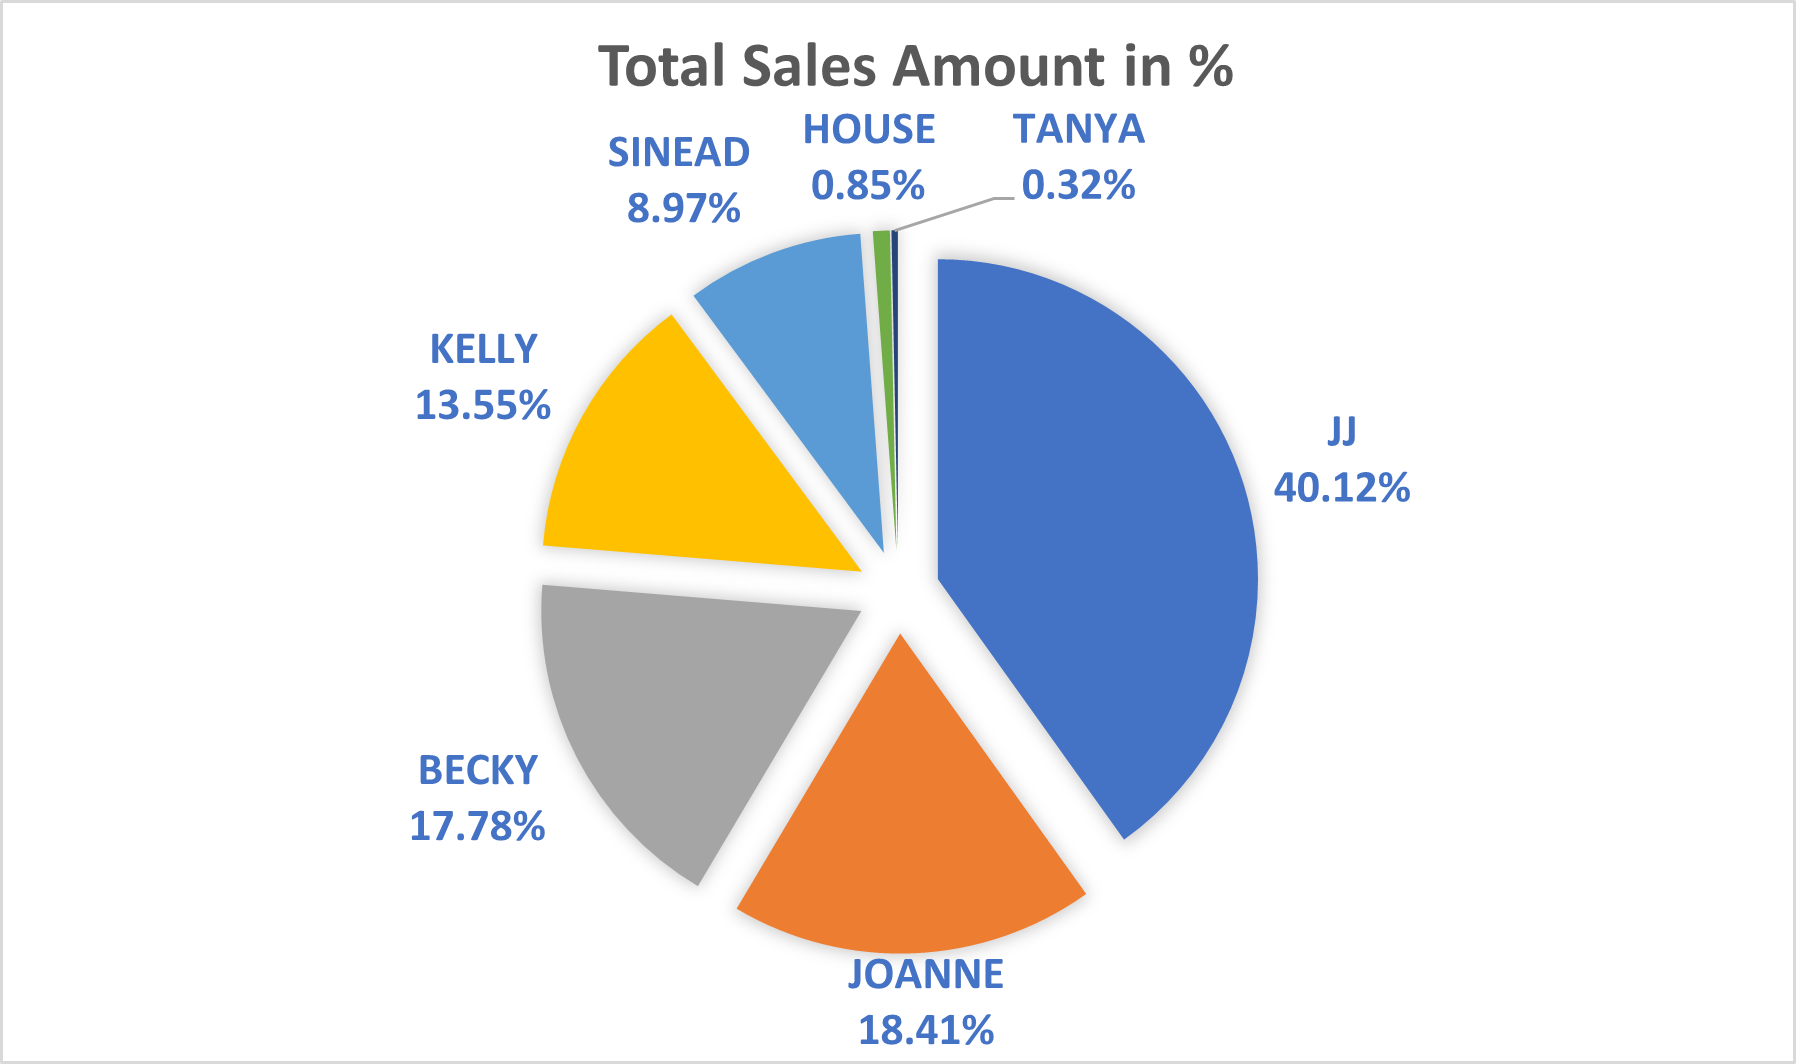 Total Sales Amount in %
HOUSE
0.85%
TANYA
0.32%
SINEAD
8.97%
KELLY
13.55%
JJ
40.12%
BECKY
17.78%
JOANNE
18.41%